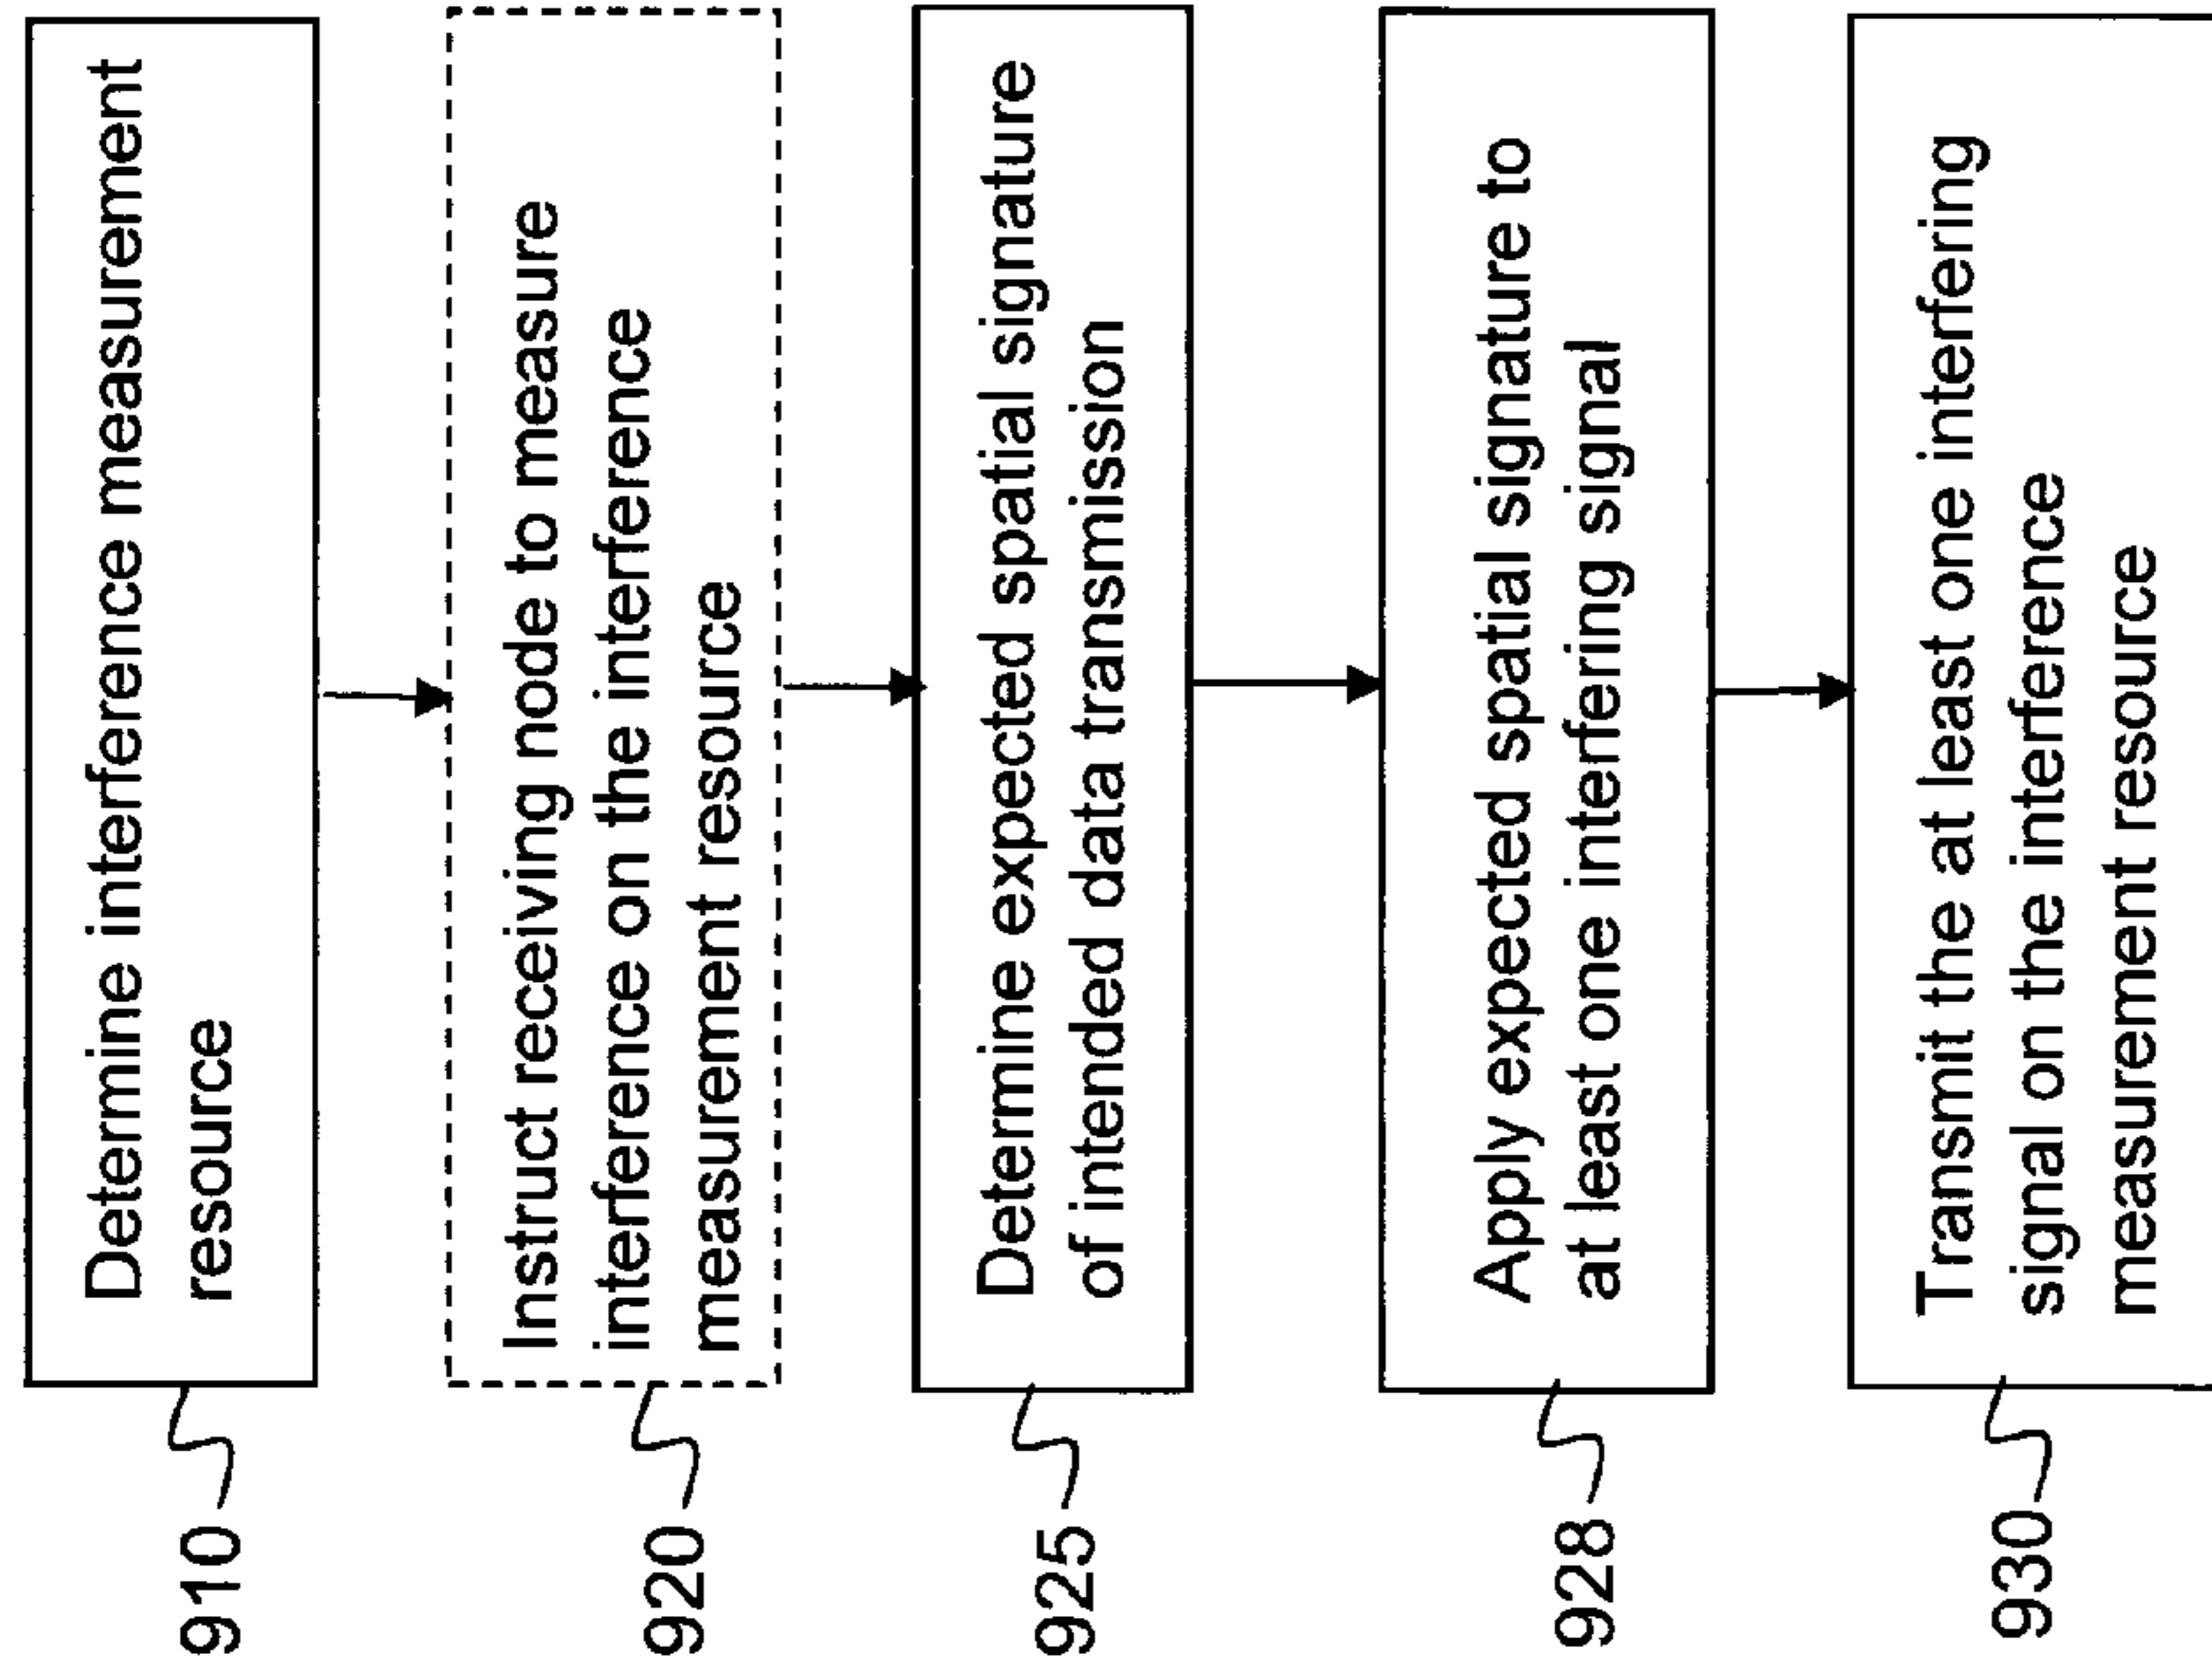 910
Determine interference measurement
resource
920
Instruct receiving node to measure
interference on the interference
measurement resource
925
Determine expected spatial signature
of intended data transmission
928
Apply expected spatial signature to
at least one interfering signal
930
Transmit the at least one interfering
signal on the interference
measurement resource